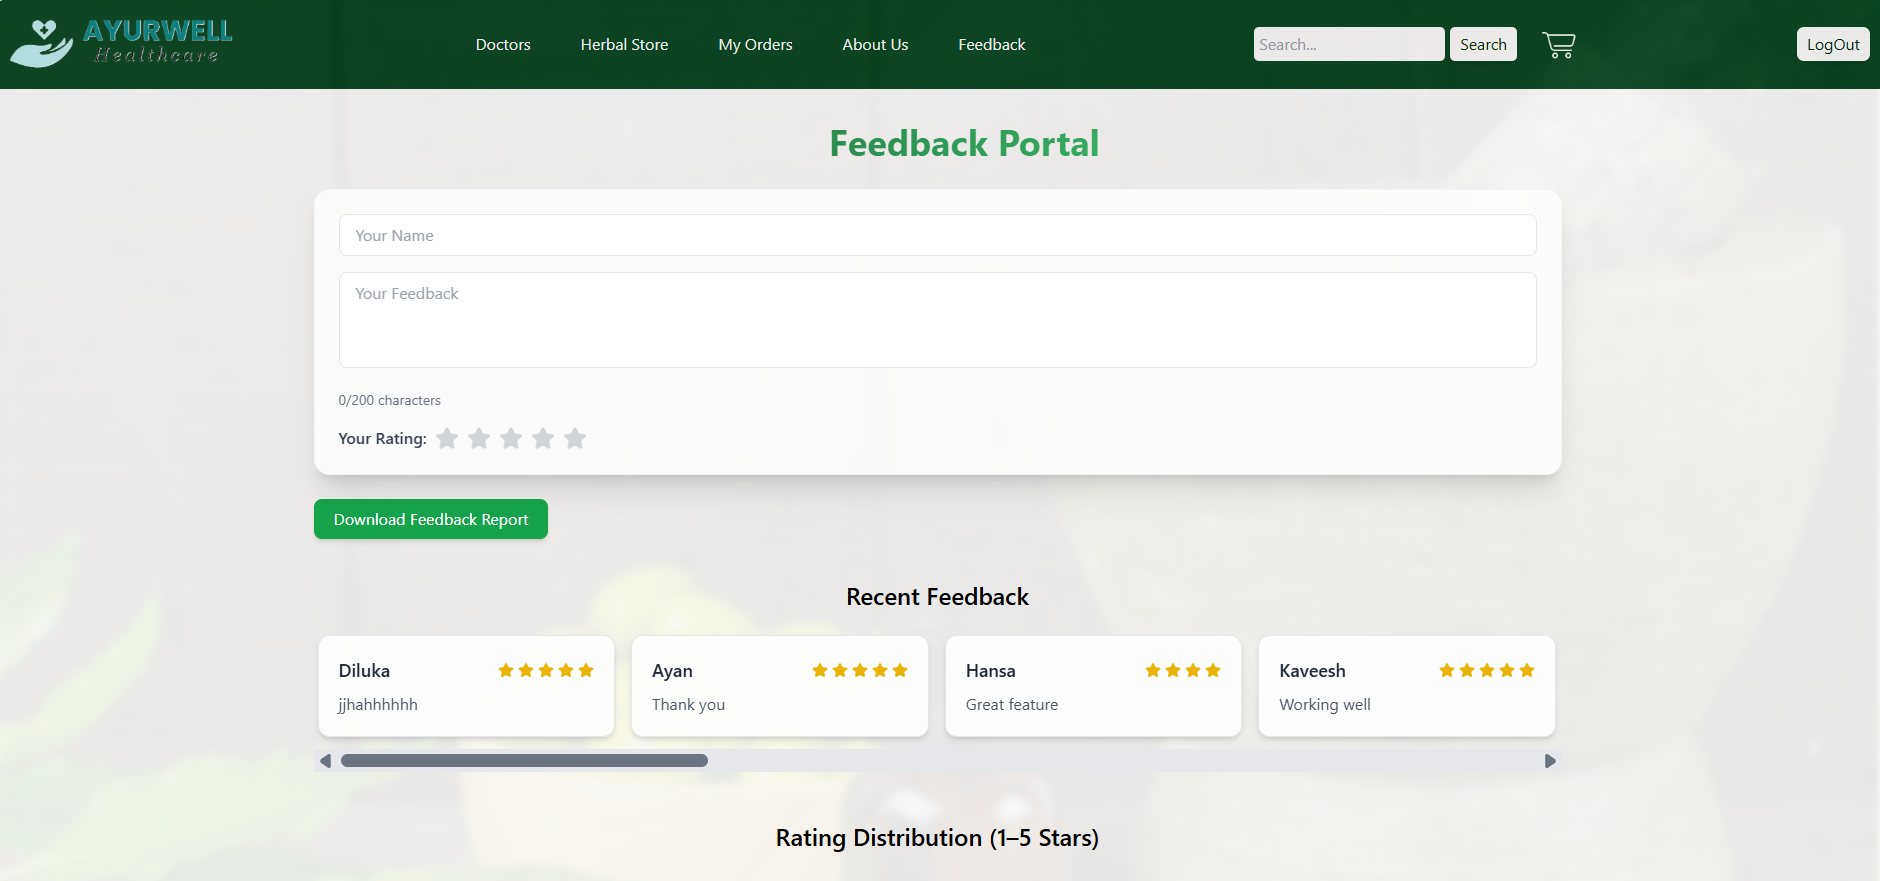 AYURWELL
Healthcare
Doctors Herbal Store My Orders About Us Feedback Search... Search LogOut
Feedback Portal
Your Name
Your Feedback
0/200 characters
Your Rating:
Download Feedback Report
Recent Feedback
Diluka
jjhahhhhhh
Ayan
Thank you
Hansa
Great feature
Kaveesh
Working well
Rating Distribution (1–5 Stars)